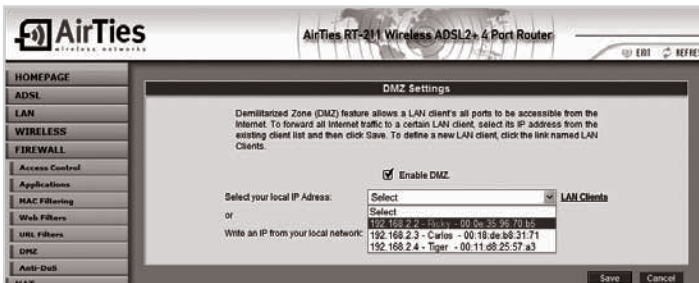 AirTies
wireless networks
AirTies RT-211 Wireless ADSL2+ 4 Port Router
EXIT REFRES
HOMEPAGE
ADSL
LAN
WIRELESS
FIREWALL
Access Control
Applications
MAC Filtering
Web Filters
URL Filters
DMZ
Anti-DoS
NAT
DMZ Settings
Demilitarized Zone (DMZ) feature allows a LAN client's all ports to be accessible from the
Internet. To forward all Internet traffic to a certain LAN client, select its IP address from the
existing client list and then click Save. To define a new LAN client, click the link named LAN
Clients.
Enable DMZ.
Select your local IP Adress: Select LAN Clients
or Select
192.168.2.2 - Ricky - 00:0e:35:96:70:b5
Write an IP from your local network: 192.168.2.3 - Carlos - 00:18:de:b8:31:71
192.168.2.4 - Tiger - 00:11:d8:25:57:a3
Save Cancel